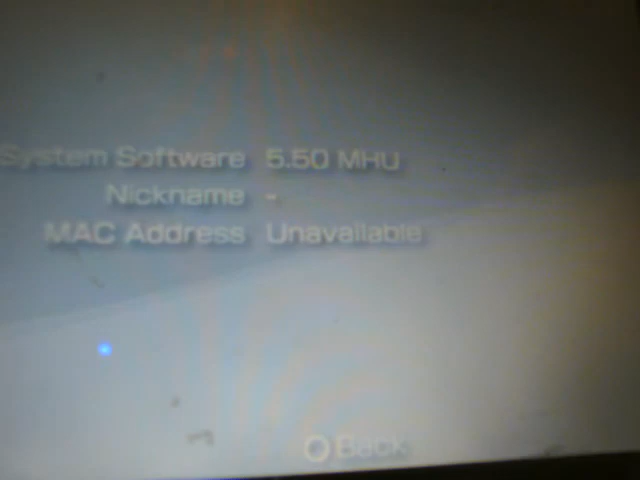 System Software 5.50 MHU
Nickname -
MAC Address Unavailable
Back